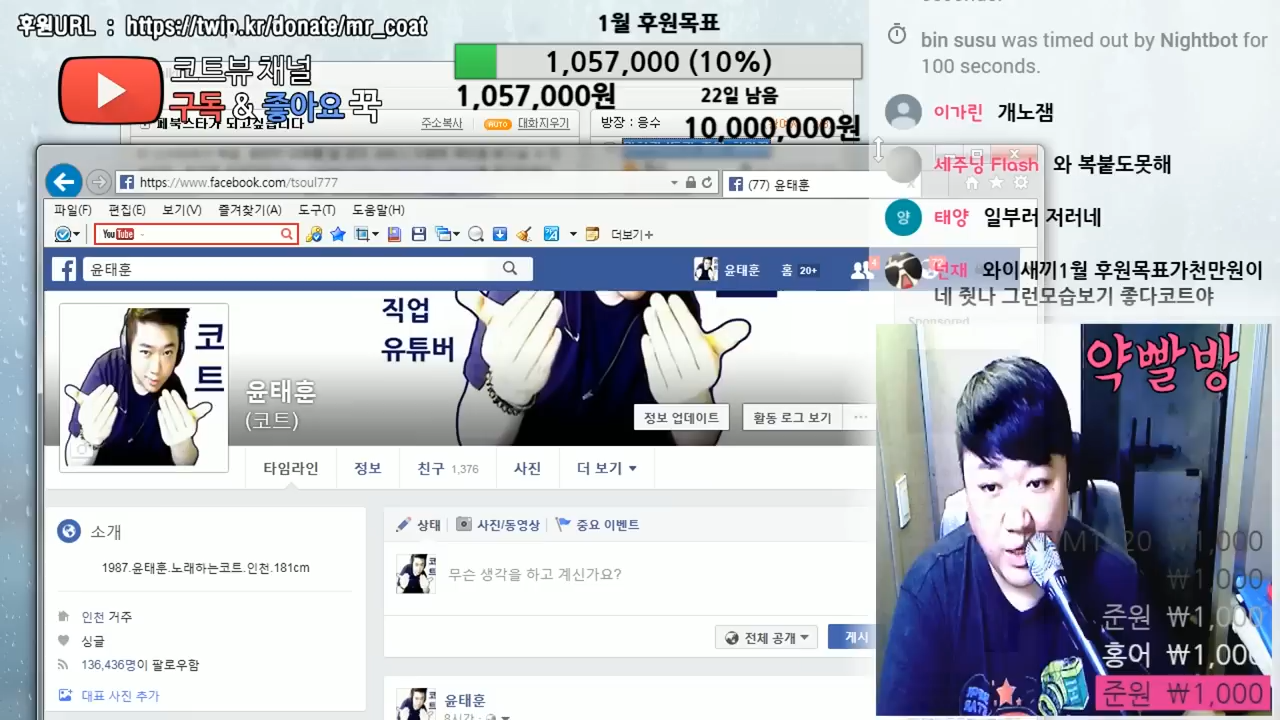 후원URL : https://twip.kr/donate/mr_coat
코트뷰 채널
구독 & 좋아요 꾹
1월 후원목표
1,057,000 (10%)
1,057,000원
22일 남음
10,000,000원
페북스타가 되고싶습니다
주소복사
AUTO 대화지우기
방장 : 응수
https://www.facebook.com/tsoul777
(77) 윤태훈
파일(F) 편집(E) 보기(V) 즐겨찾기(A) 도구(T) 도움말(H)
YouTube
더보기
윤태훈
윤태훈 홈 20+
4
직업
유튜버
코
트
윤태훈
(코트)
정보 업데이트
활동 로그 보기 ···
타임라인 정보 친구 1,376 사진 더 보기
소개
1987.윤태훈.노래하는코트.인천.181cm
인천 거주
싱글
136,436명이 팔로우함
대표 사진 추가
상태 사진/동영상 중요 이벤트
무슨 생각을 하고 계신가요?
전체 공개
게시
윤태훈
8시간
bin susu was timed out by Nightbot for
100 seconds.
이가린 개노잼
세주닝 Flash 와 복붙도못해
양
태양 일부러 저러네
넌재 와이새끼1월 후원목표가천만원이
네 줫나 그런모습보기 좋다코트야
Sponsored
약빨방
₩1,000
₩1,000
준원 ₩1,000
홍어 ₩1,000
준원 ₩1,000